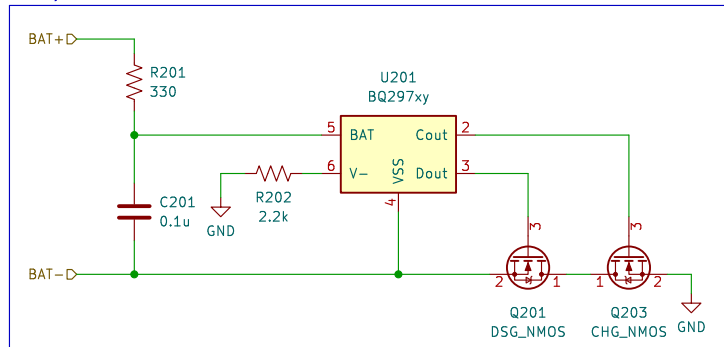 BAT+
R201
330
U201
BQ297xy
5
BAT
Cout
2
6
V-
VSS
Dout
3
4
R202
2.2k
GND
C201
0.1u
3
3
BAT-
2
1
1
2
Q201
DSG_NMOS
Q203
CHG_NMOS
GND